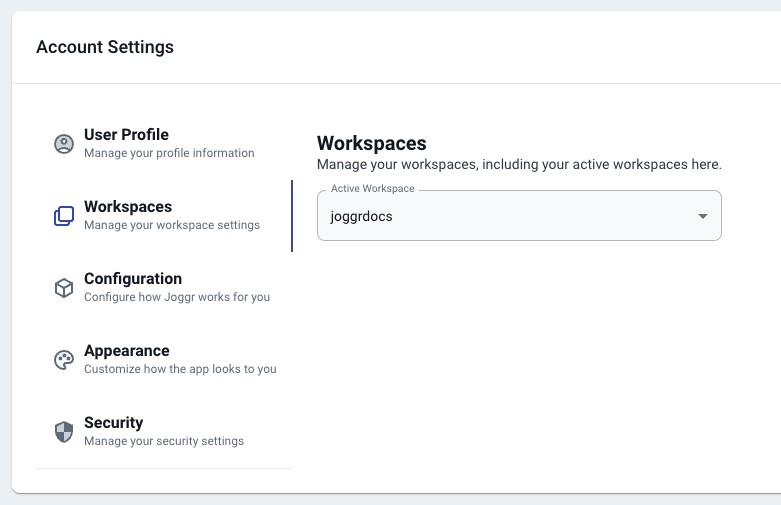 Account Settings
User Profile
Manage your profile information
Workspaces
Manage your workspace settings
Configuration
Configure how Joggr works for you
Appearance
Customize how the app looks to you
Security
Manage your security settings
Workspaces
Manage your workspaces, including your active workspaces here.
Active Workspace
joggrdocs